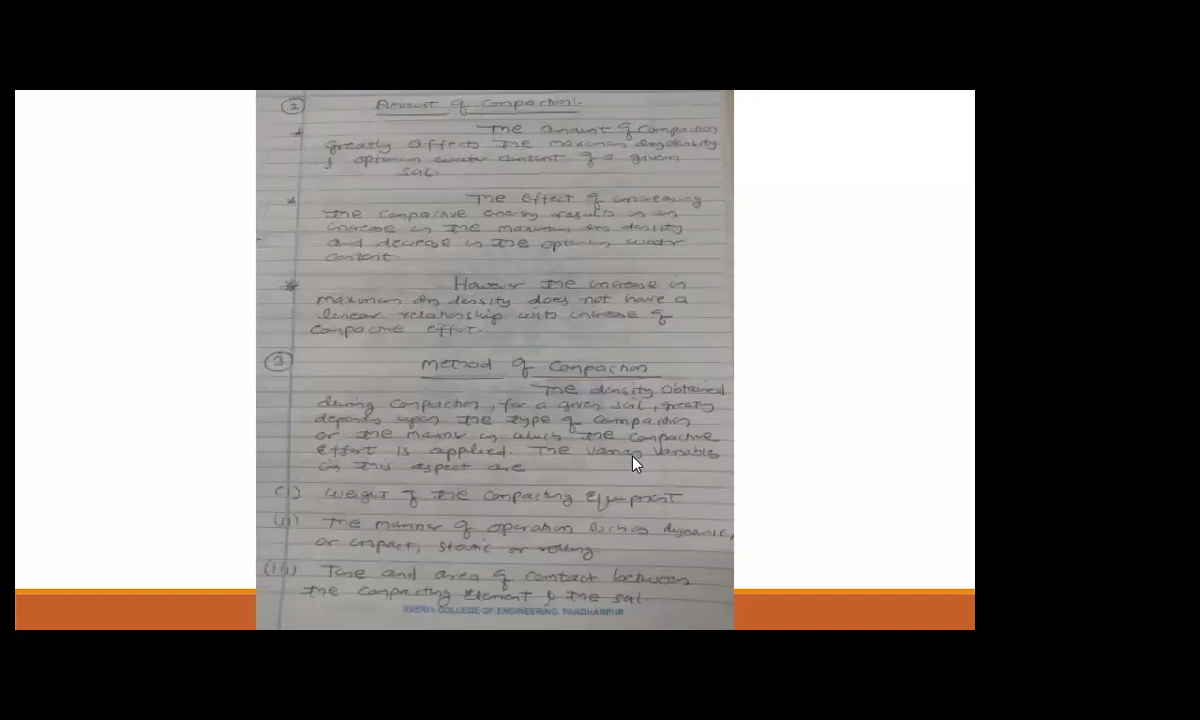 2 Amount of Compaction.
* The amount of compaction
greatly affects the maximum dry density
& optimum water content of a given
soil.
* The effect of increasing
the compactive energy results in an
increase in the maximum dry density
and decrease in the optimum water
content.
* However the increase in
maximum dry density does not have a
linear relationship with increase of
compactive effort.
3 Method of Compaction
The density obtained
during compaction, for a given soil, greatly
depends upon the type of compaction
or the manner in which the compactive
effort is applied. The various variables
in this aspect are
(i) Weight of the compacting Equipment
(ii) The manner of operation such as dynamic,
or impact, static or rolling.
(iii) Time and area of contact between
the compacting element & the soil
SVERI's COLLEGE OF ENGINEERING, PANDHARPUR